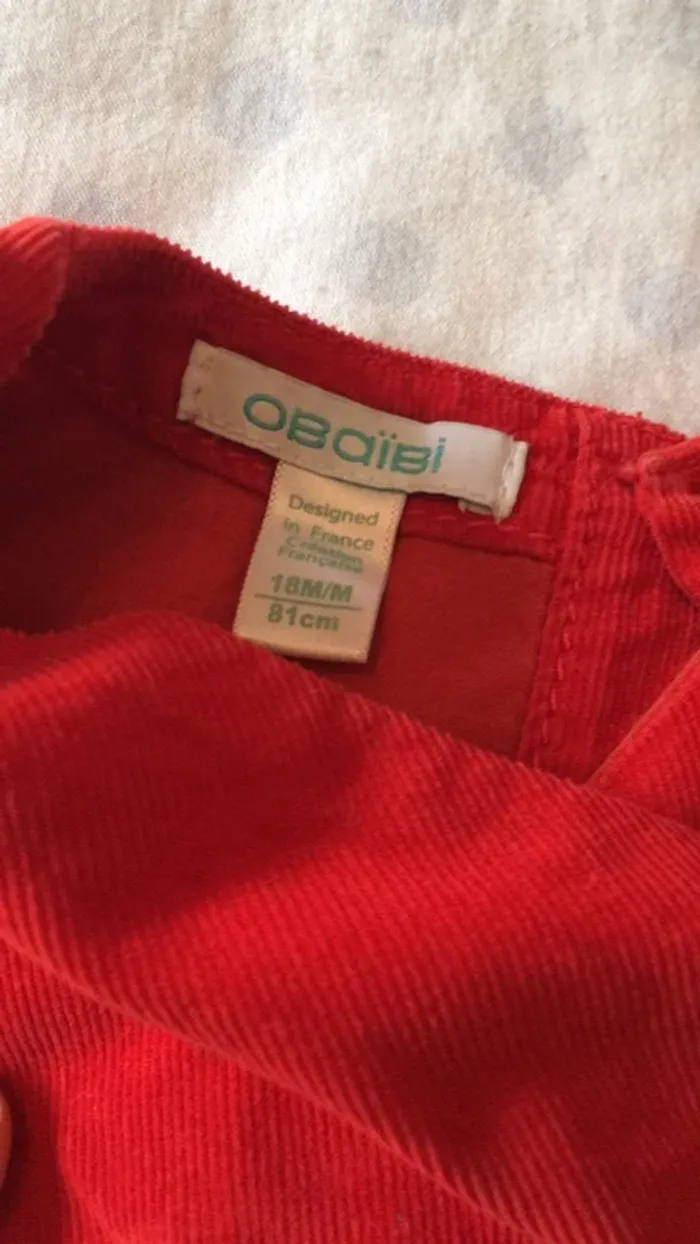 OBaïBi
Designed
in France
Création
Française
18M/M
81cm